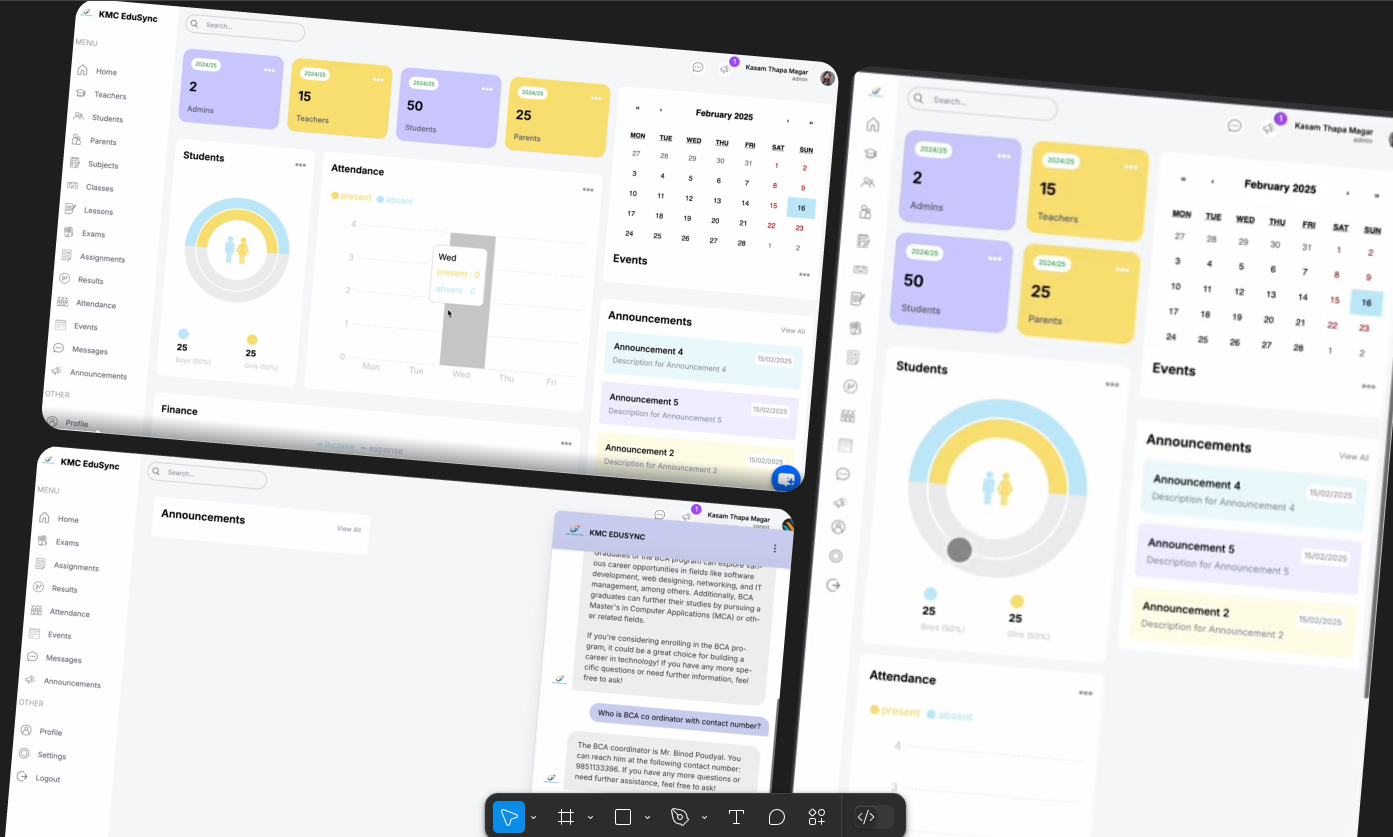 KMC EduSync
Search...
MENU
Home
Teachers
Students
Parents
Subjects
Classes
Lessons
Exams
Assignments
Results
Attendance
Events
Messages
Announcements
OTHER
Profile
1
Kasam Thapa Magar
admin
2024/25
2
Admins
2024/25
15
Teachers
2024/25
50
Students
2024/25
25
Parents
Students
25
Boys (50%)
25
Girls (50%)
Attendance
present absent
4
3
2
1
0
Wed
present : 0
absent : 0
Mon Tue Wed Thu Fri
Finance
income expense
« ‹ February 2025 › »
MON TUE WED THU FRI SAT SUN
27 28 29 30 31 1 2
3 4 5 6 7 8 9
10 11 12 13 14 15 16
17 18 19 20 21 22 23
24 25 26 27 28 1 2
Events
Announcements
View All
Announcement 4
15/02/2025
Description for Announcement 4
Announcement 5
15/02/2025
Description for Announcement 5
Announcement 2
15/02/2025
Description for Announcement 2
Search...
1
Kasam Thapa Magar
admin
2024/25
2
Admins
2024/25
15
Teachers
2024/25
50
Students
2024/25
25
Parents
Students
25
Boys (50%)
25
Girls (50%)
Attendance
present absent
4
3
« ‹ February 2025 › »
MON TUE WED THU FRI SAT SUN
27 28 29 30 31 1 2
3 4 5 6 7 8 9
10 11 12 13 14 15 16
17 18 19 20 21 22 23
24 25 26 27 28 1 2
Events
Announcements
View All
Announcement 4
15/02/2025
Description for Announcement 4
Announcement 5
15/02/2025
Description for Announcement 5
Announcement 2
15/02/2025
Description for Announcement 2
KMC EduSync
Search...
MENU
Home
Exams
Assignments
Results
Attendance
Events
Messages
Announcements
OTHER
Profile
Settings
Logout
Announcements
View All
1
Kasam Thapa Magar
parent
KMC EDUSYNC
Graduates of the BCA program can explore vari-
ous career opportunities in fields like software
development, web designing, networking, and IT
management, among others. Additionally, BCA
graduates can further their studies by pursuing a
Master's in Computer Applications (MCA) or oth-
er related fields.
If you're considering enrolling in the BCA pro-
gram, it could be a great choice for building a
career in technology! If you have any more spe-
cific questions or need further information, feel
free to ask!
Who is BCA co ordinator with contact number?
The BCA coordinator is Mr. Binod Poudyal. You
can reach him at the following contact number:
9851133396. If you have any more questions or
need further assistance, feel free to ask!